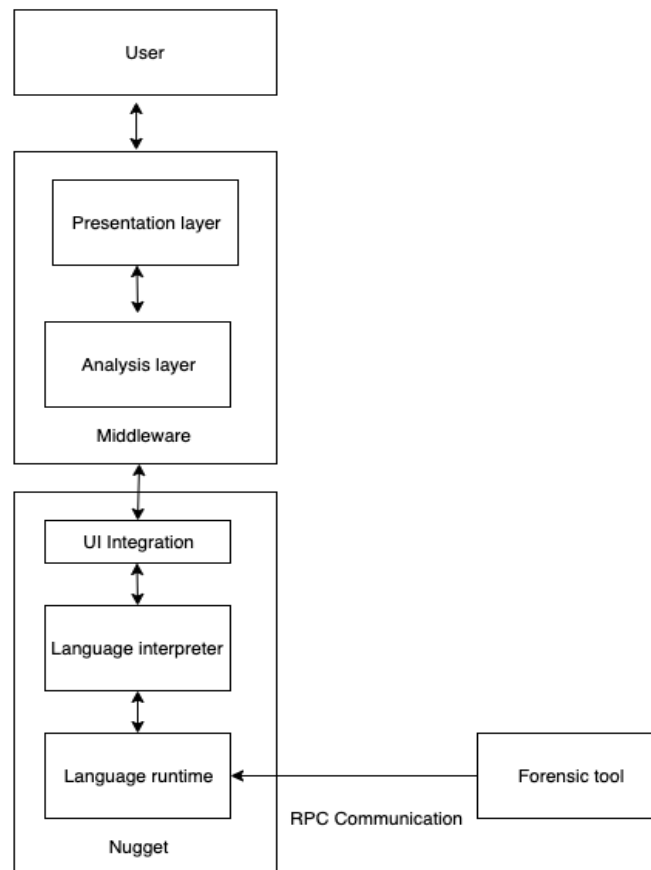 User
Presentation layer
Analysis layer
Middleware
UI Integration
Language interpreter
Language runtime
Forensic tool
RPC Communication
Nugget